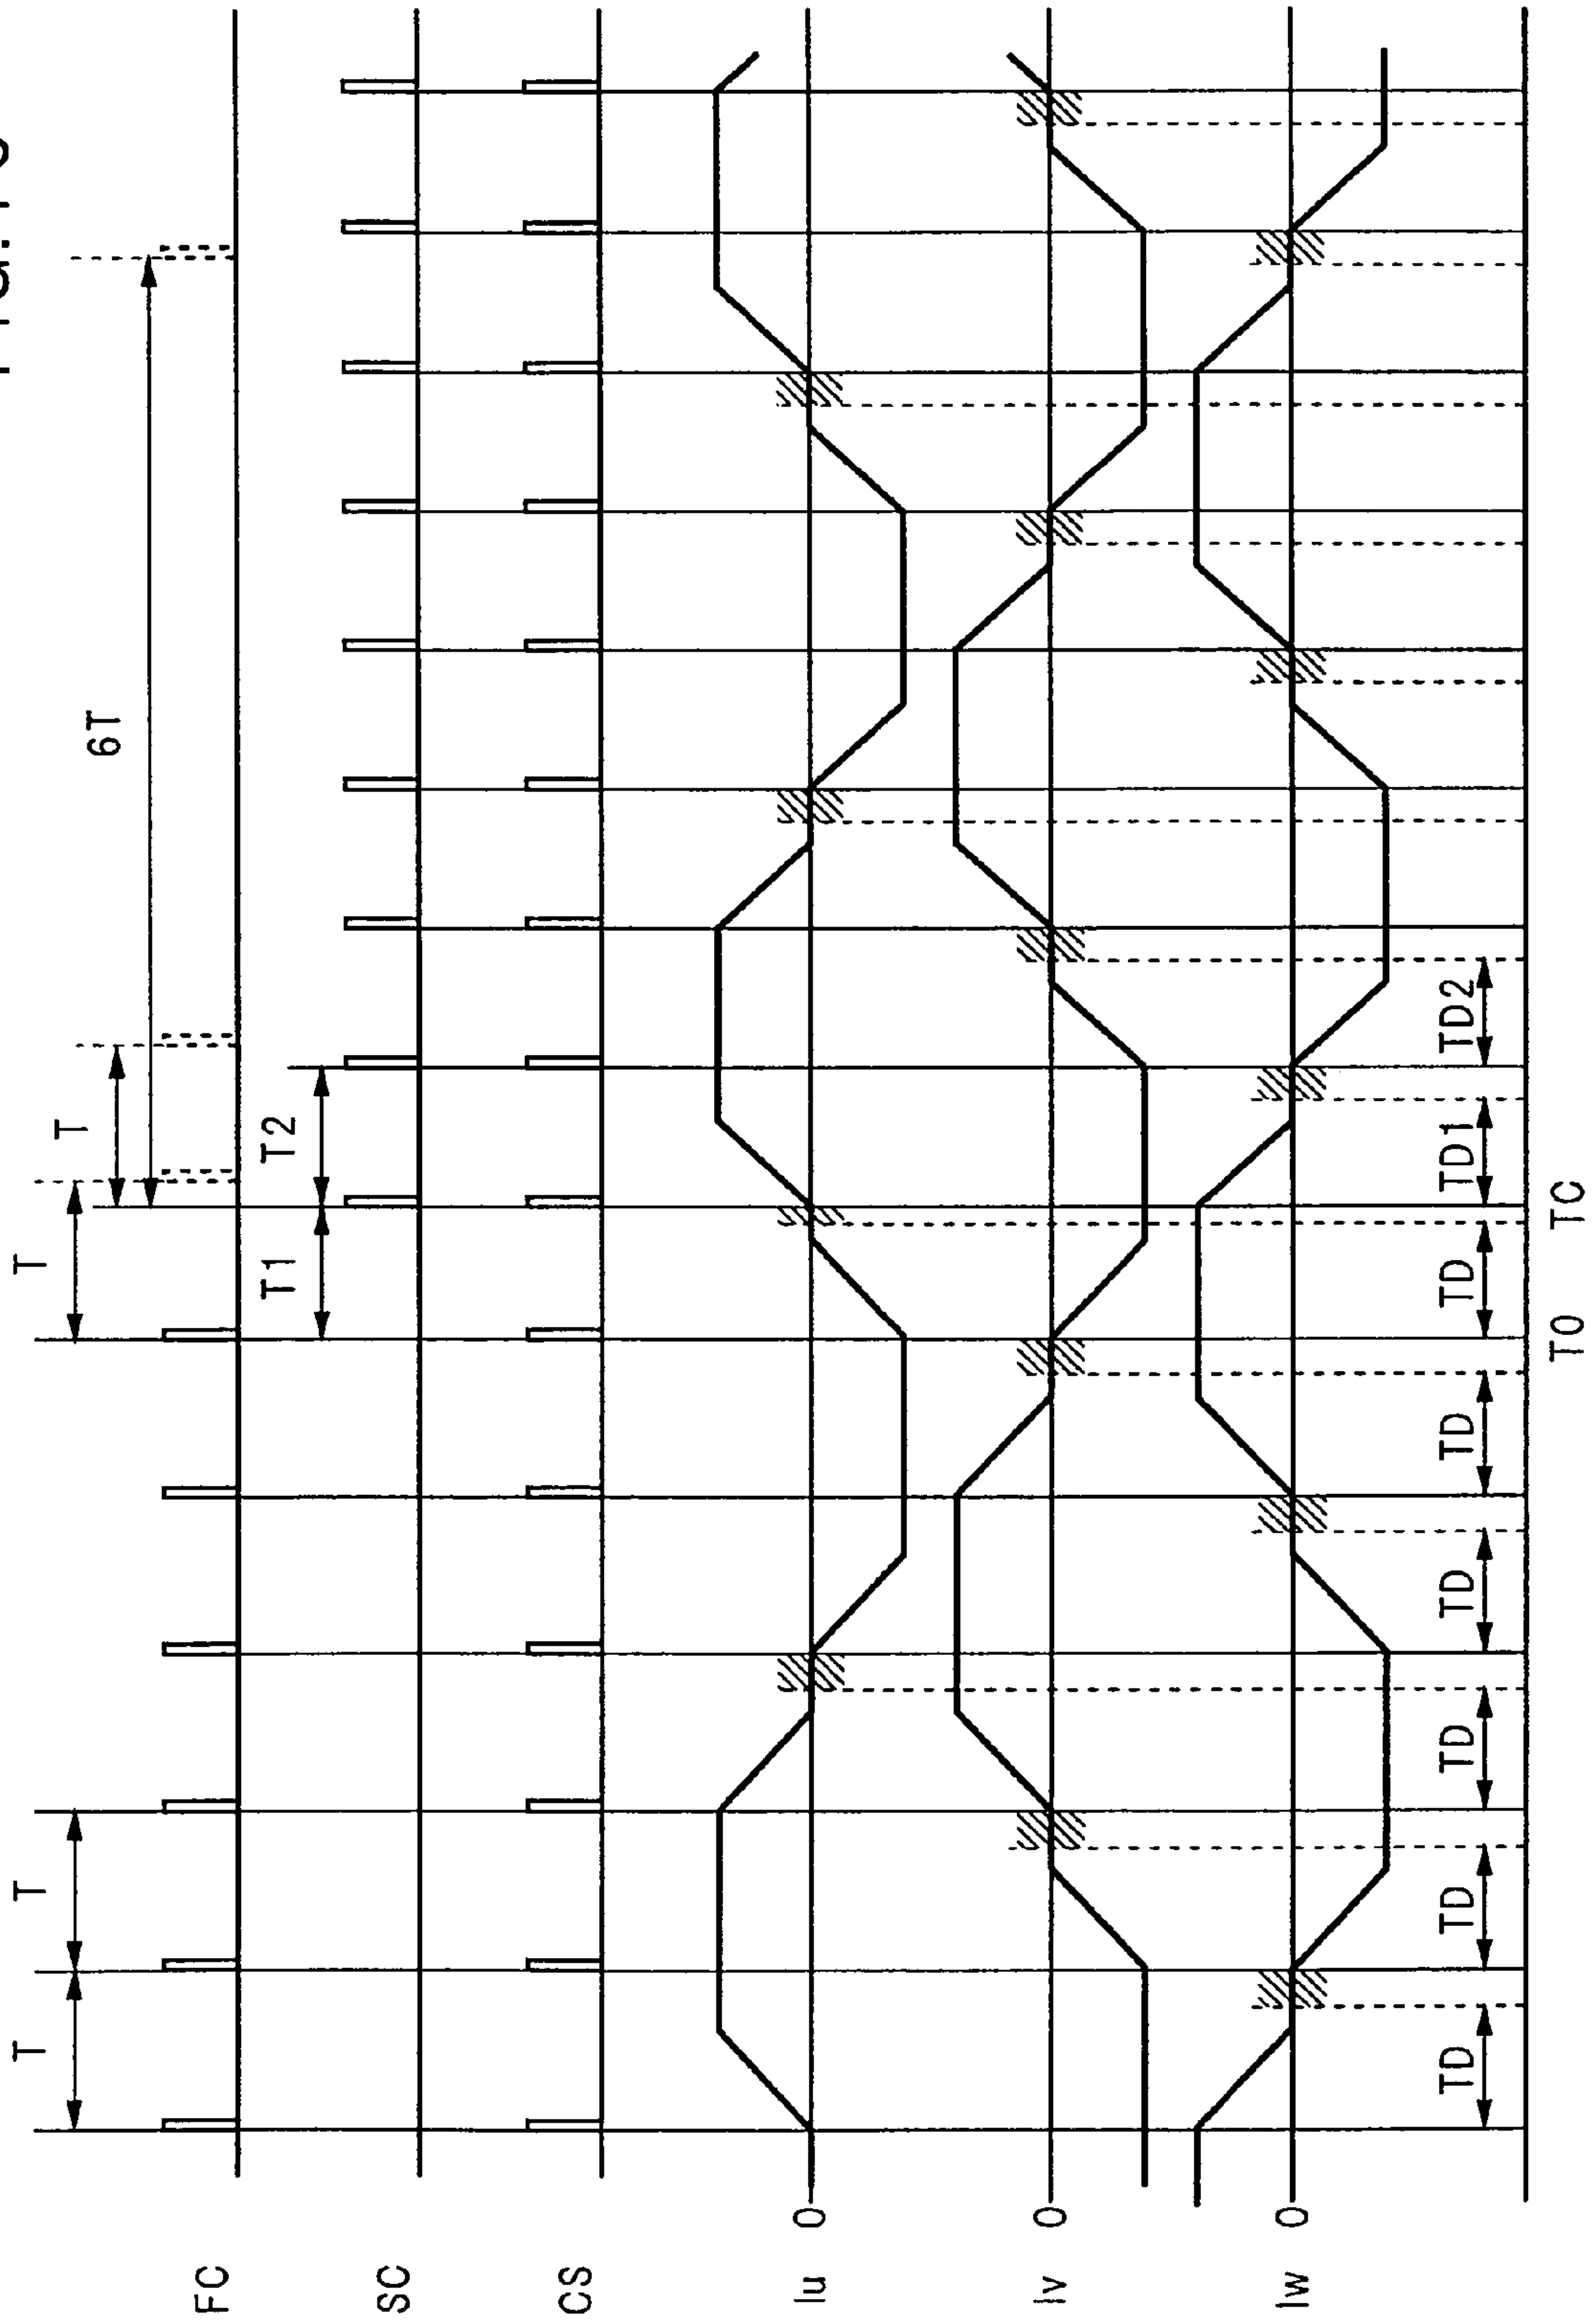 T T T
T
6T
FC
T1 T2
SC
CS
Iu 0
Iv 0
Iw 0
TD TD TD TD TD TD TD1 TD2
T0 TC